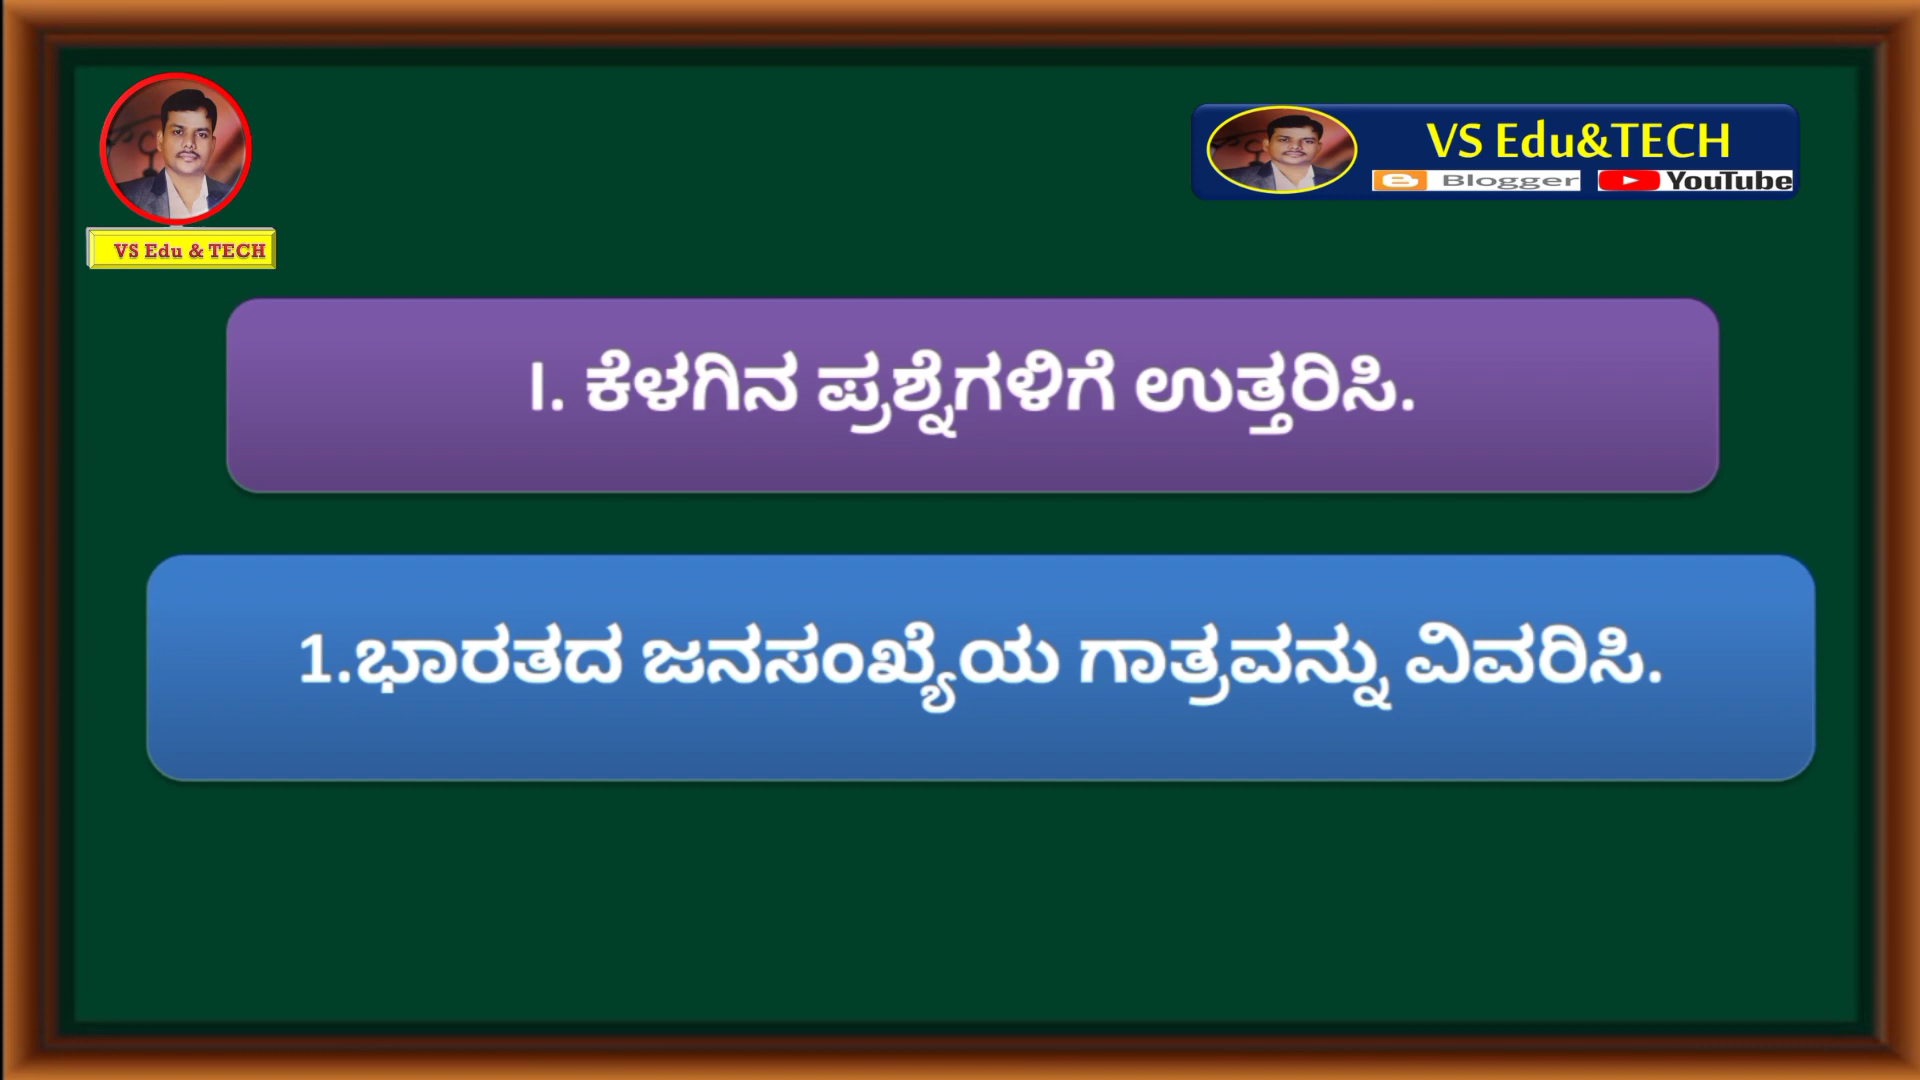 VS Edu & TECH
VS Edu&TECH
Blogger YouTube
I. ಕೆಳಗಿನ ಪ್ರಶ್ನೆಗಳಿಗೆ ಉತ್ತರಿಸಿ.
1.ಭಾರತದ ಜನಸಂಖ್ಯೆಯ ಗಾತ್ರವನ್ನು ವಿವರಿಸಿ.